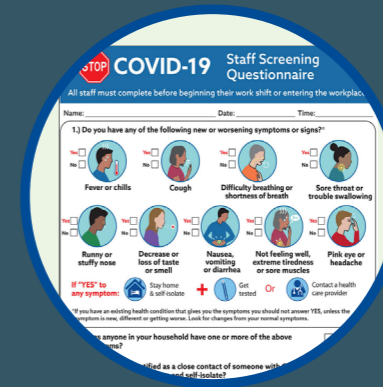 STOP COVID-19 Staff Screening
Questionnaire
All staff must complete before beginning their work shift or entering the workplace
Name: Date: Time:
1.) Do you have any of the following new or worsening symptoms or signs?*
Yes Yes Yes Yes
No No No No
Fever or chills Cough Difficulty breathing or shortness of breath Sore throat or trouble swallowing
Yes Yes Yes Yes Yes
No No No No No
Runny or stuffy nose Decrease or loss of taste or smell Nausea, vomiting or diarrhea Not feeling well, extreme tiredness or sore muscles Pink eye or headache
If "YES" to any symptom: Stay home & self-isolate + Get tested Or Contact a health care provider
*If you have an existing health condition that gives you the symptoms you should not answer YES, unless the
symptom is new, different or getting worse. Look for changes from your normal symptoms.
anyone in your household have one or more of the above
as a close contact of someone with
and self-isolate?